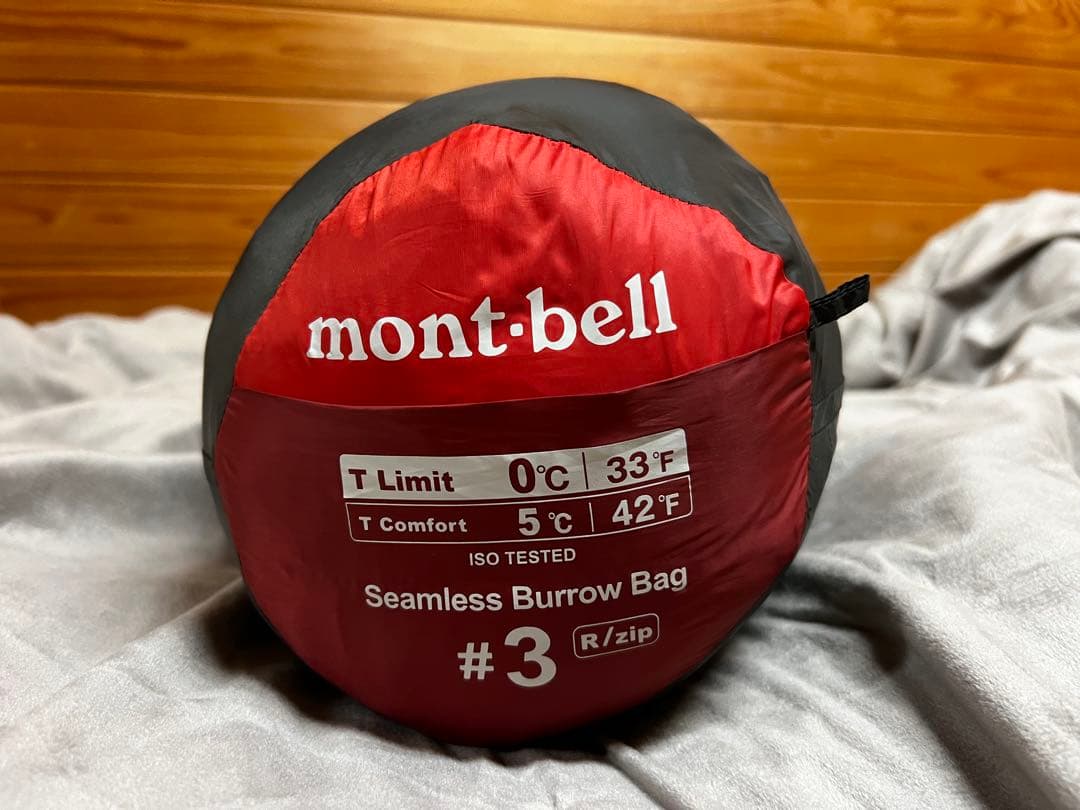 mont·bell
T Limit 0℃ | 33°F
T Comfort 5℃ | 42°F
ISO TESTED
Seamless Burrow Bag
#3 R/zip